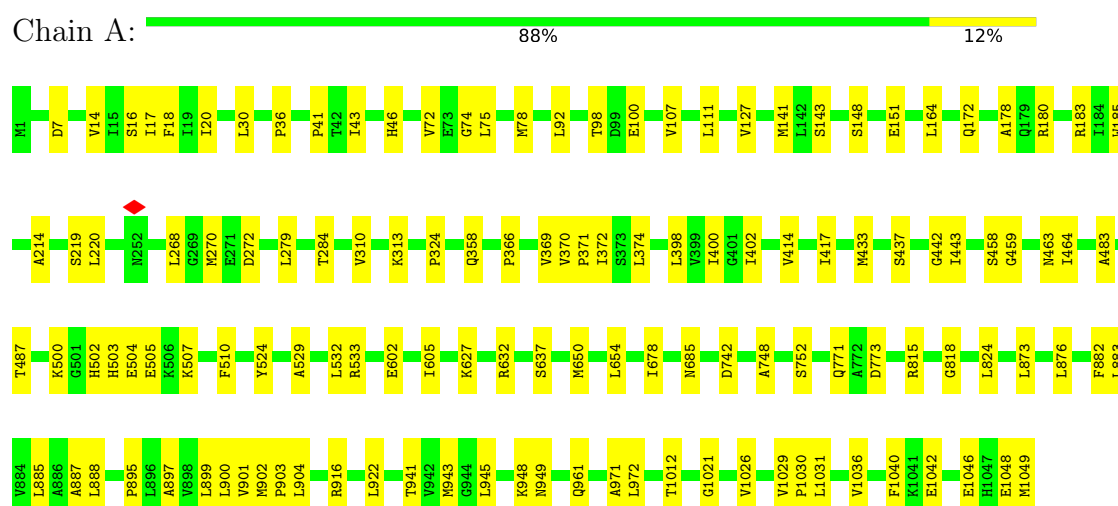 Chain A:
88% 12%
M1 D7 V14 I15 S16 I17 F18 I19 I20 L30 P36 P41 T42 I43 H46 V72 E73 G74 L75 M78 L92 T98 D99 E100 V107 L111 V127 M141 L142 S143 S148 E151 L164 Q172 A178 Q179 R180 R183 I184 W185
A214 S219 L220 N252 L268 G269 M270 E271 D272 L279 T284 V310 K313 P324 Q358 P366 V369 V370 P371 I372 S373 L374 L398 V399 I400 G401 I402 V414 I417 M433 S437 G442 I443 S458 G459 N463 I464 A483
T487 K500 G501 H502 H503 E504 E505 K506 K507 F510 Y524 A529 L532 R533 E602 I605 K627 R632 S637 M650 L654 I678 N685 D742 A748 S752 Q771 A772 D773 R815 G818 L824 L873 L876 F882 L883
V884 L885 A886 A887 L888 P895 L896 A897 V898 L899 L900 V901 M902 P903 L904 R916 L922 T941 V942 M943 G944 L945 K948 N949 Q961 A971 L972 T1012 G1021 V1026 V1029 P1030 L1031 V1036 F1040 K1041 E1042 E1046 H1047 E1048 M1049